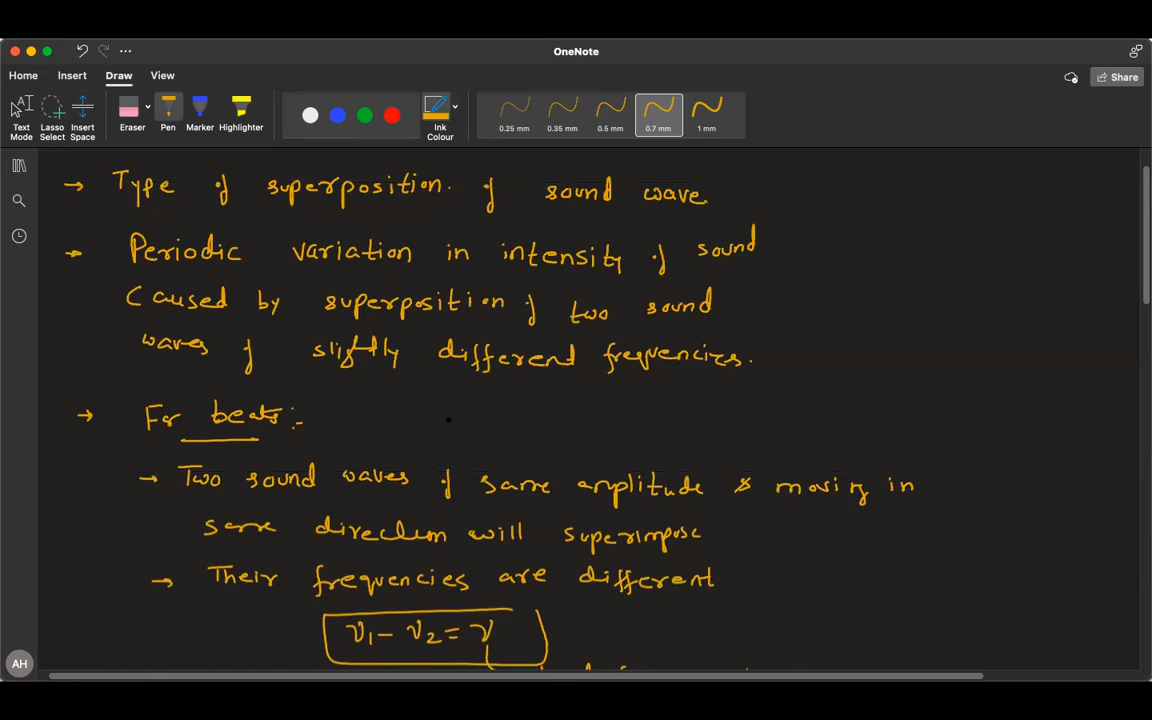 OneNote
Home Insert Draw View
Share
Text Mode
Lasso Select
Insert Space
Eraser
Pen
Marker
Highlighter
Ink Colour
0.25 mm
0.35 mm
0.5 mm
0.7 mm
1 mm
→ Type of superposition of sound wave
→ Periodic variation in intensity of sound
Caused by superposition of two sound
waves of slightly different frequencies.
→ For beats :-
→ Two sound waves of same amplitude & moving in
same direction will superimpose
→ Their frequencies are different
ν₁ - ν₂ = ν
AH